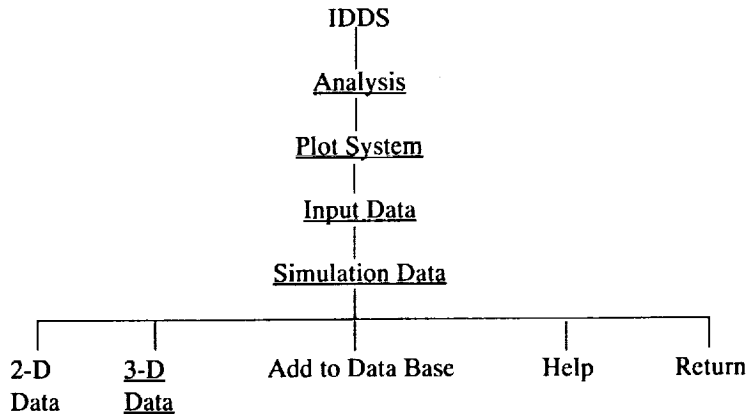 IDDS
Analysis
Plot System
Input Data
Simulation Data
2-D Data
3-D Data
Add to Data Base
Help
Return